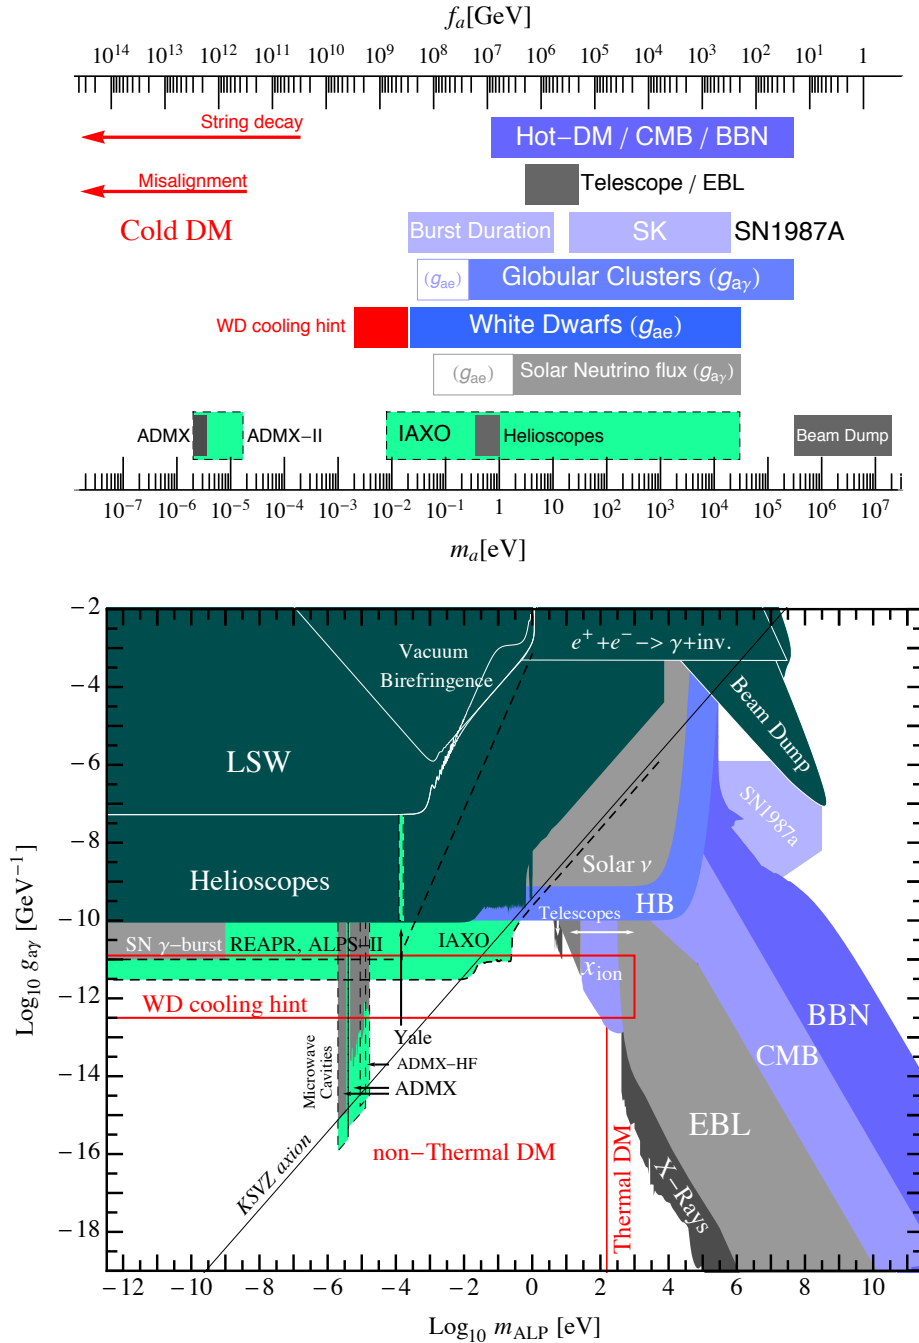 f_a[GeV]
10^14 10^13 10^12 10^11 10^10 10^9 10^8 10^7 10^6 10^5 10^4 10^3 10^2 10^1 1
String decay
Hot-DM / CMB / BBN
Misalignment
Telescope / EBL
Cold DM
Burst Duration
SK
SN1987A
(g_ae)
Globular Clusters (g_aγ)
WD cooling hint
White Dwarfs (g_ae)
(g_ae)
Solar Neutrino flux (g_aγ)
ADMX
ADMX-II
IAXO
Helioscopes
Beam Dump
10^-7 10^-6 10^-5 10^-4 10^-3 10^-2 10^-1 1 10 10^2 10^3 10^4 10^5 10^6 10^7
m_a[eV]
-2
-4
-6
-8
-10
-12
-14
-16
-18
Log_10 g_aγ [GeV^-1]
Vacuum
Birefringence
e^+ + e^- -> γ+inv.
Beam Dump
LSW
SN1987a
Helioscopes
Solar ν
HB
Telescopes
SN γ-burst
REAPR, ALPS-II
IAXO
x_ion
WD cooling hint
BBN
Yale
CMB
Microwave
Cavities
ADMX-HF
ADMX
EBL
KSVZ axion
non-Thermal DM
Thermal DM
X-Rays
-12 -10 -8 -6 -4 -2 0 2 4 6 8 10
Log_10 m_ALP [eV]